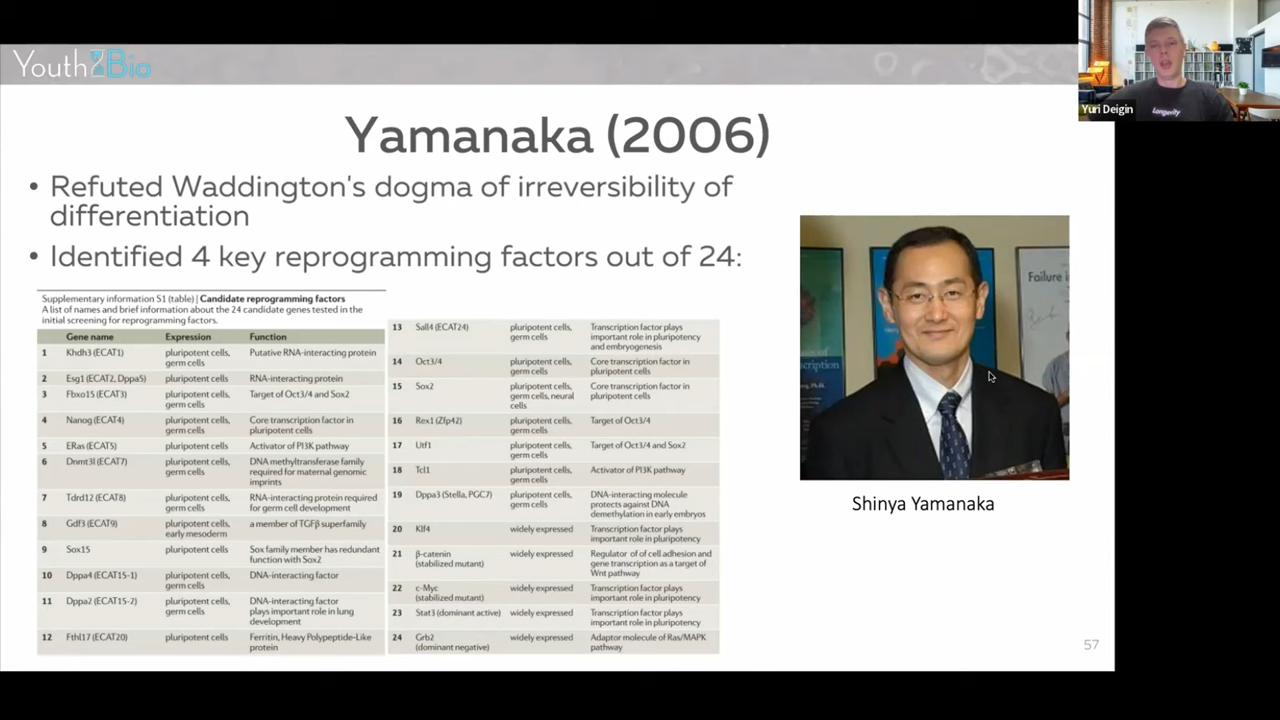 Youth Bio
Yuri Deigin
Longevity
Yamanaka (2006)
• Refuted Waddington's dogma of irreversibility of
differentiation
• Identified 4 key reprogramming factors out of 24:
Supplementary information S1 (table) | Candidate reprogramming factors
A list of names and brief information about the 24 candidate genes tested in the
initial screening for reprogramming factors.
Gene name Expression Function
1 Khdh3 (ECAT1) pluripotent cells, Putative RNA-interacting protein
germ cells
2 Esg1 (ECAT2, Dppa5) pluripotent cells RNA-interacting protein
3 Fbxo15 (ECAT3) pluripotent cells, Target of Oct3/4 and Sox2
germ cells
4 Nanog (ECAT4) pluripotent cells, Core transcription factor in
germ cells pluripotent cells
5 ERas (ECAT5) pluripotent cells Activator of PI3K pathway
6 Dnmt3l (ECAT7) pluripotent cells, DNA methyltransferase family
germ cells required for maternal genomic
imprints
7 Tdrd12 (ECAT8) pluripotent cells, RNA-interacting protein required
germ cells for germ cell development
8 Gdf3 (ECAT9) pluripotent cells, a member of TGFβ superfamily
early mesoderm
9 Sox15 pluripotent cells Sox family member has redundant
function with Sox2
10 Dppa4 (ECAT15-1) pluripotent cells, DNA-interacting factor
germ cells
11 Dppa2 (ECAT15-2) pluripotent cells, DNA-interacting factor
germ cells plays important role in lung
development
12 Fthl17 (ECAT20) pluripotent cells Ferritin, Heavy Polypeptide-Like
protein
13 Sall4 (ECAT24) pluripotent cells, Transcription factor plays
germ cells important role in pluripotency
and embryogenesis
14 Oct3/4 pluripotent cells, Core transcription factor in
germ cells pluripotent cells
15 Sox2 pluripotent cells, Core transcription factor in
germ cells, neural pluripotent cells
cells
16 Rex1 (Zfp42) pluripotent cells, Target of Oct3/4
germ cells
17 Utf1 pluripotent cells, Target of Oct3/4 and Sox2
germ cells
18 Tcl1 pluripotent cells, Activator of PI3K pathway
germ cells
19 Dppa3 (Stella, PGC7) pluripotent cells, DNA-interacting molecule
germ cells protects against DNA
demethylation in early embryos
20 Klf4 widely expressed Transcription factor plays
important role in pluripotency
21 β-catenin widely expressed Regulator of of cell adhesion and
(stabilized mutant) gene transcription as a target of
Wnt pathway
22 c-Myc widely expressed Transcription factor plays
(stabilized mutant) important role in pluripotency
23 Stat3 (dominant active) widely expressed Transcription factor plays
important role in pluripotency
24 Grb2 widely expressed Adaptor molecule of Ras/MAPK
(dominant negative) pathway
Failure i
cription
Shinya Yamanaka
57